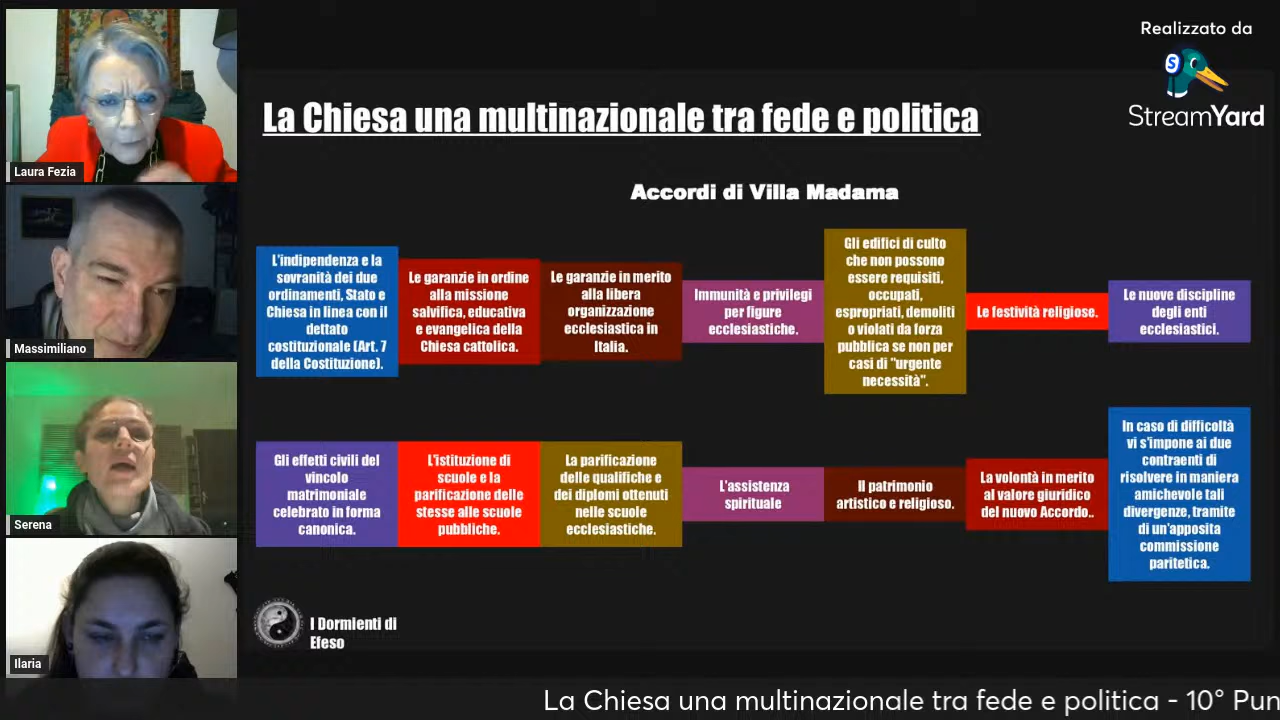 Realizzato da
StreamYard
La Chiesa una multinazionale tra fede e politica
Accordi di Villa Madama
L'indipendenza e la
sovranità dei due
ordinamenti, Stato e
Chiesa in linea con il
dettato
costituzionale (Art. 7
della Costituzione).
Le garanzie in ordine
alla missione
salvifica, educativa
e evangelica della
Chiesa cattolica.
Le garanzie in merito
alla libera
organizzazione
ecclesiastica in
Italia.
Immunità e privilegi
per figure
ecclesiastiche.
Gli edifici di culto
che non possono
essere requisiti,
occupati,
espropriati, demoliti
o violati da forza
pubblica se non per
casi di "urgente
necessità".
Le festività religiose.
Le nuove discipline
degli enti
ecclesiastici.
Gli effetti civili del
vincolo
matrimoniale
celebrato in forma
canonica.
L'istituzione di
scuole e la
parificazione delle
stesse alle scuole
pubbliche.
La parificazione
delle qualifiche e
dei diplomi ottenuti
nelle scuole
ecclesiastiche.
L'assistenza
spirituale
Il patrimonio
artistico e religioso.
La volontà in merito
al valore giuridico
del nuovo Accordo..
In caso di difficoltà
vi s'impone ai due
contraenti di
risolvere in maniera
amichevole tali
divergenze, tramite
di un'apposita
commissione
paritetica.
Laura Fezia
Massimiliano
Serena
Ilaria
I Dormienti di
Efeso
La Chiesa una multinazionale tra fede e politica - 10° Pun